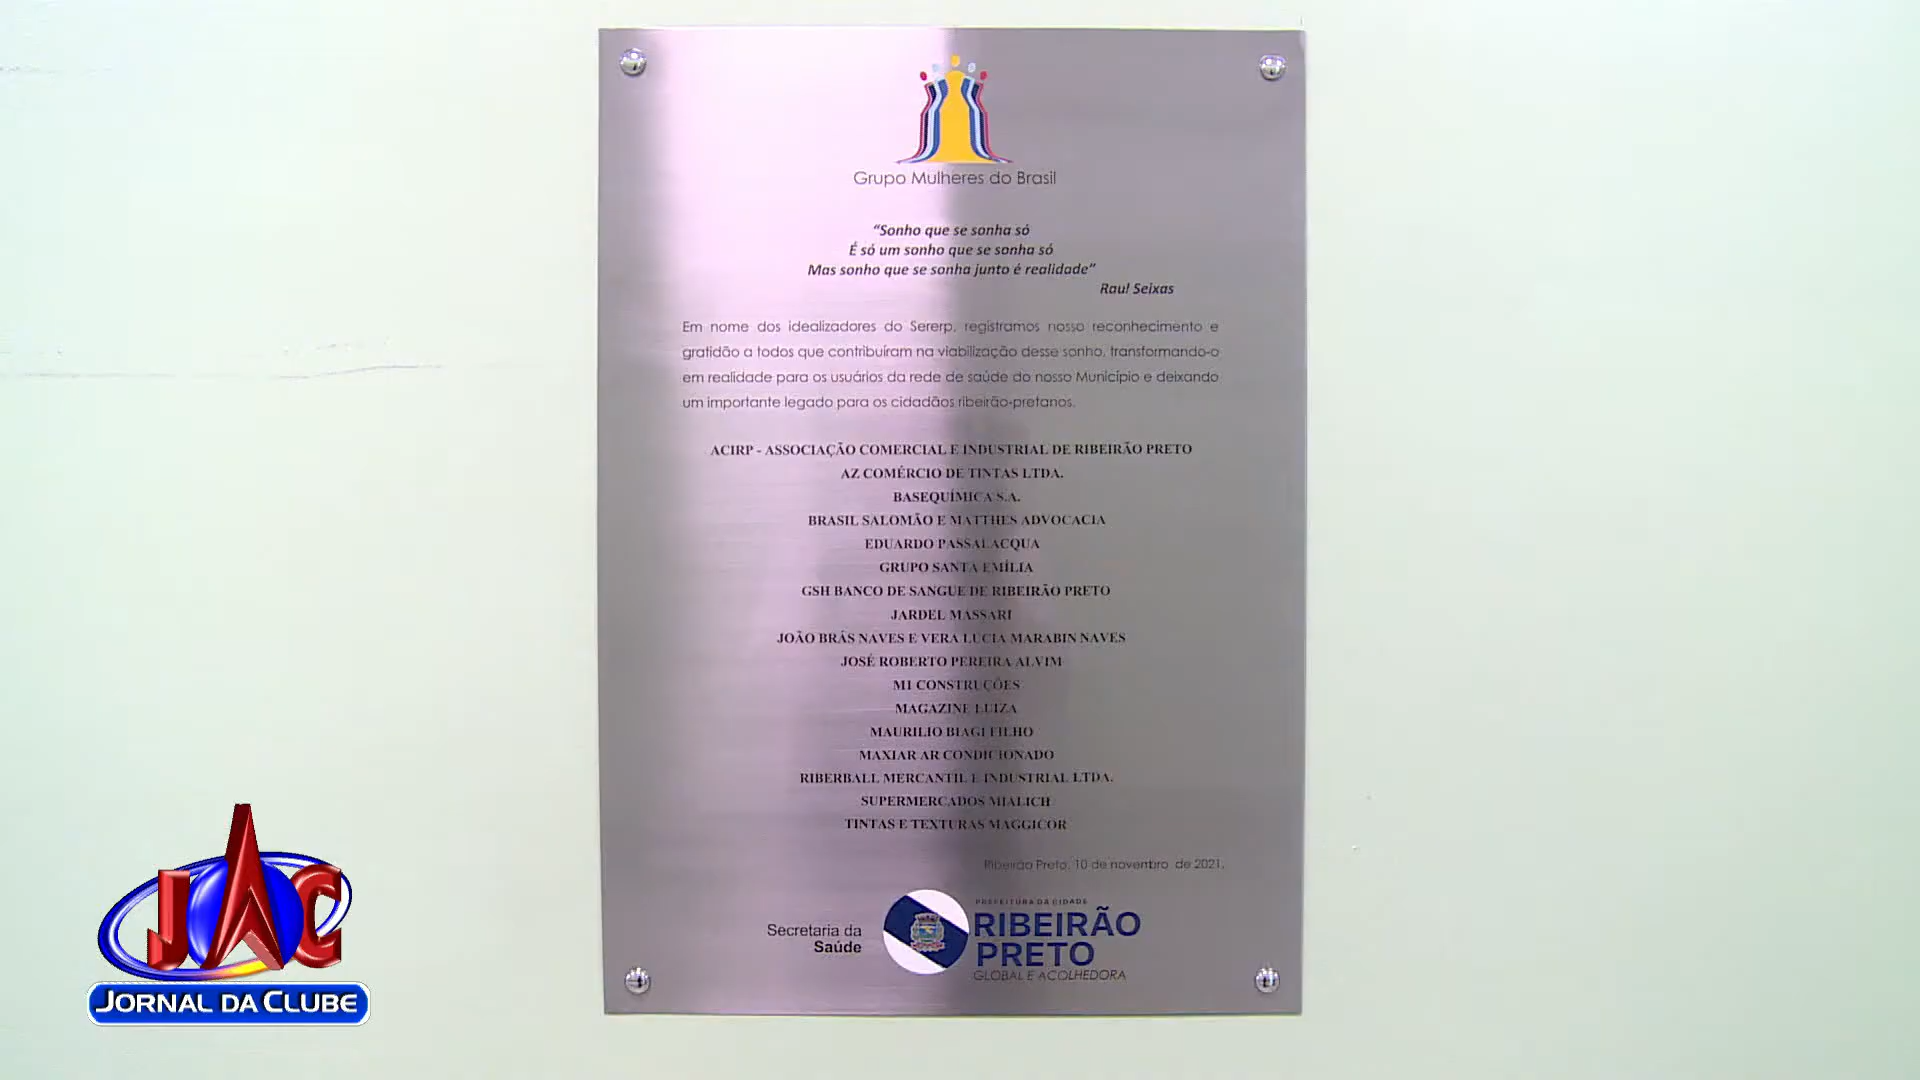 Grupo Mulheres do Brasil
“Sonho que se sonha só
É só um sonho que se sonha só
Mas sonho que se sonha junto é realidade”
Raul Seixas
Em nome dos idealizadores do Sererp, registramos nosso reconhecimento e
gratidão a todos que contribuíram na viabilização desse sonho, transformando-o
em realidade para os usuários da rede de saúde do nosso Município e deixando
um importante legado para os cidadãos ribeirão-pretanos.
ACIRP - ASSOCIAÇÃO COMERCIAL E INDUSTRIAL DE RIBEIRÃO PRETO
AZ COMÉRCIO DE TINTAS LTDA.
BASEQUÍMICA S.A.
BRASIL SALOMÃO E MATTHES ADVOCACIA
EDUARDO PASSALACQUA
GRUPO SANTA EMÍLIA
GSH BANCO DE SANGUE DE RIBEIRÃO PRETO
JARDEL MASSARI
JOÃO BRÁS NAVES E VERA LUCIA MARABIN NAVES
JOSÉ ROBERTO PEREIRA ALVIM
M1 CONSTRUÇÕES
MAGAZINE LUIZA
MAURILIO BIAGI FILHO
MAXIAR AR CONDICIONADO
RIBERBALL MERCANTIL E INDUSTRIAL LTDA.
SUPERMERCADOS MIALICH
TINTAS E TEXTURAS MAGGICOR
Ribeirão Preto, 10 de novembro de 2021.
Secretaria da
Saúde
PREFEITURA DA CIDADE
RIBEIRÃO
PRETO
GLOBAL E ACOLHEDORA
JAC
JORNAL DA CLUBE